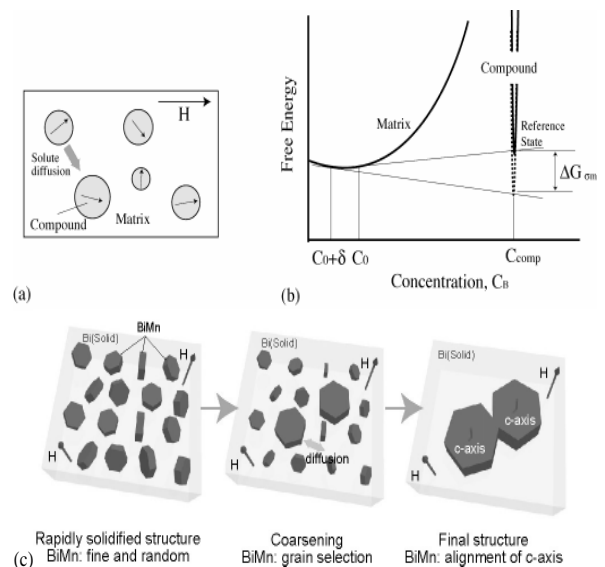 (a)
H
Solute
diffusion
Compound
Matrix
(b)
Free Energy
Matrix
Compound
Reference
State
ΔGσm
C0+δ C0
Ccomp
Concentration, CB
(c)
Bi(Solid)
BiMn
H
H
Rapidly solidified structure
BiMn: fine and random
Bi(Solid)
H
diffusion
H
Coarsening
BiMn: grain selection
Bi(Solid)
H
c-axis
c-axis
H
Final structure
BiMn: alignment of c-axis